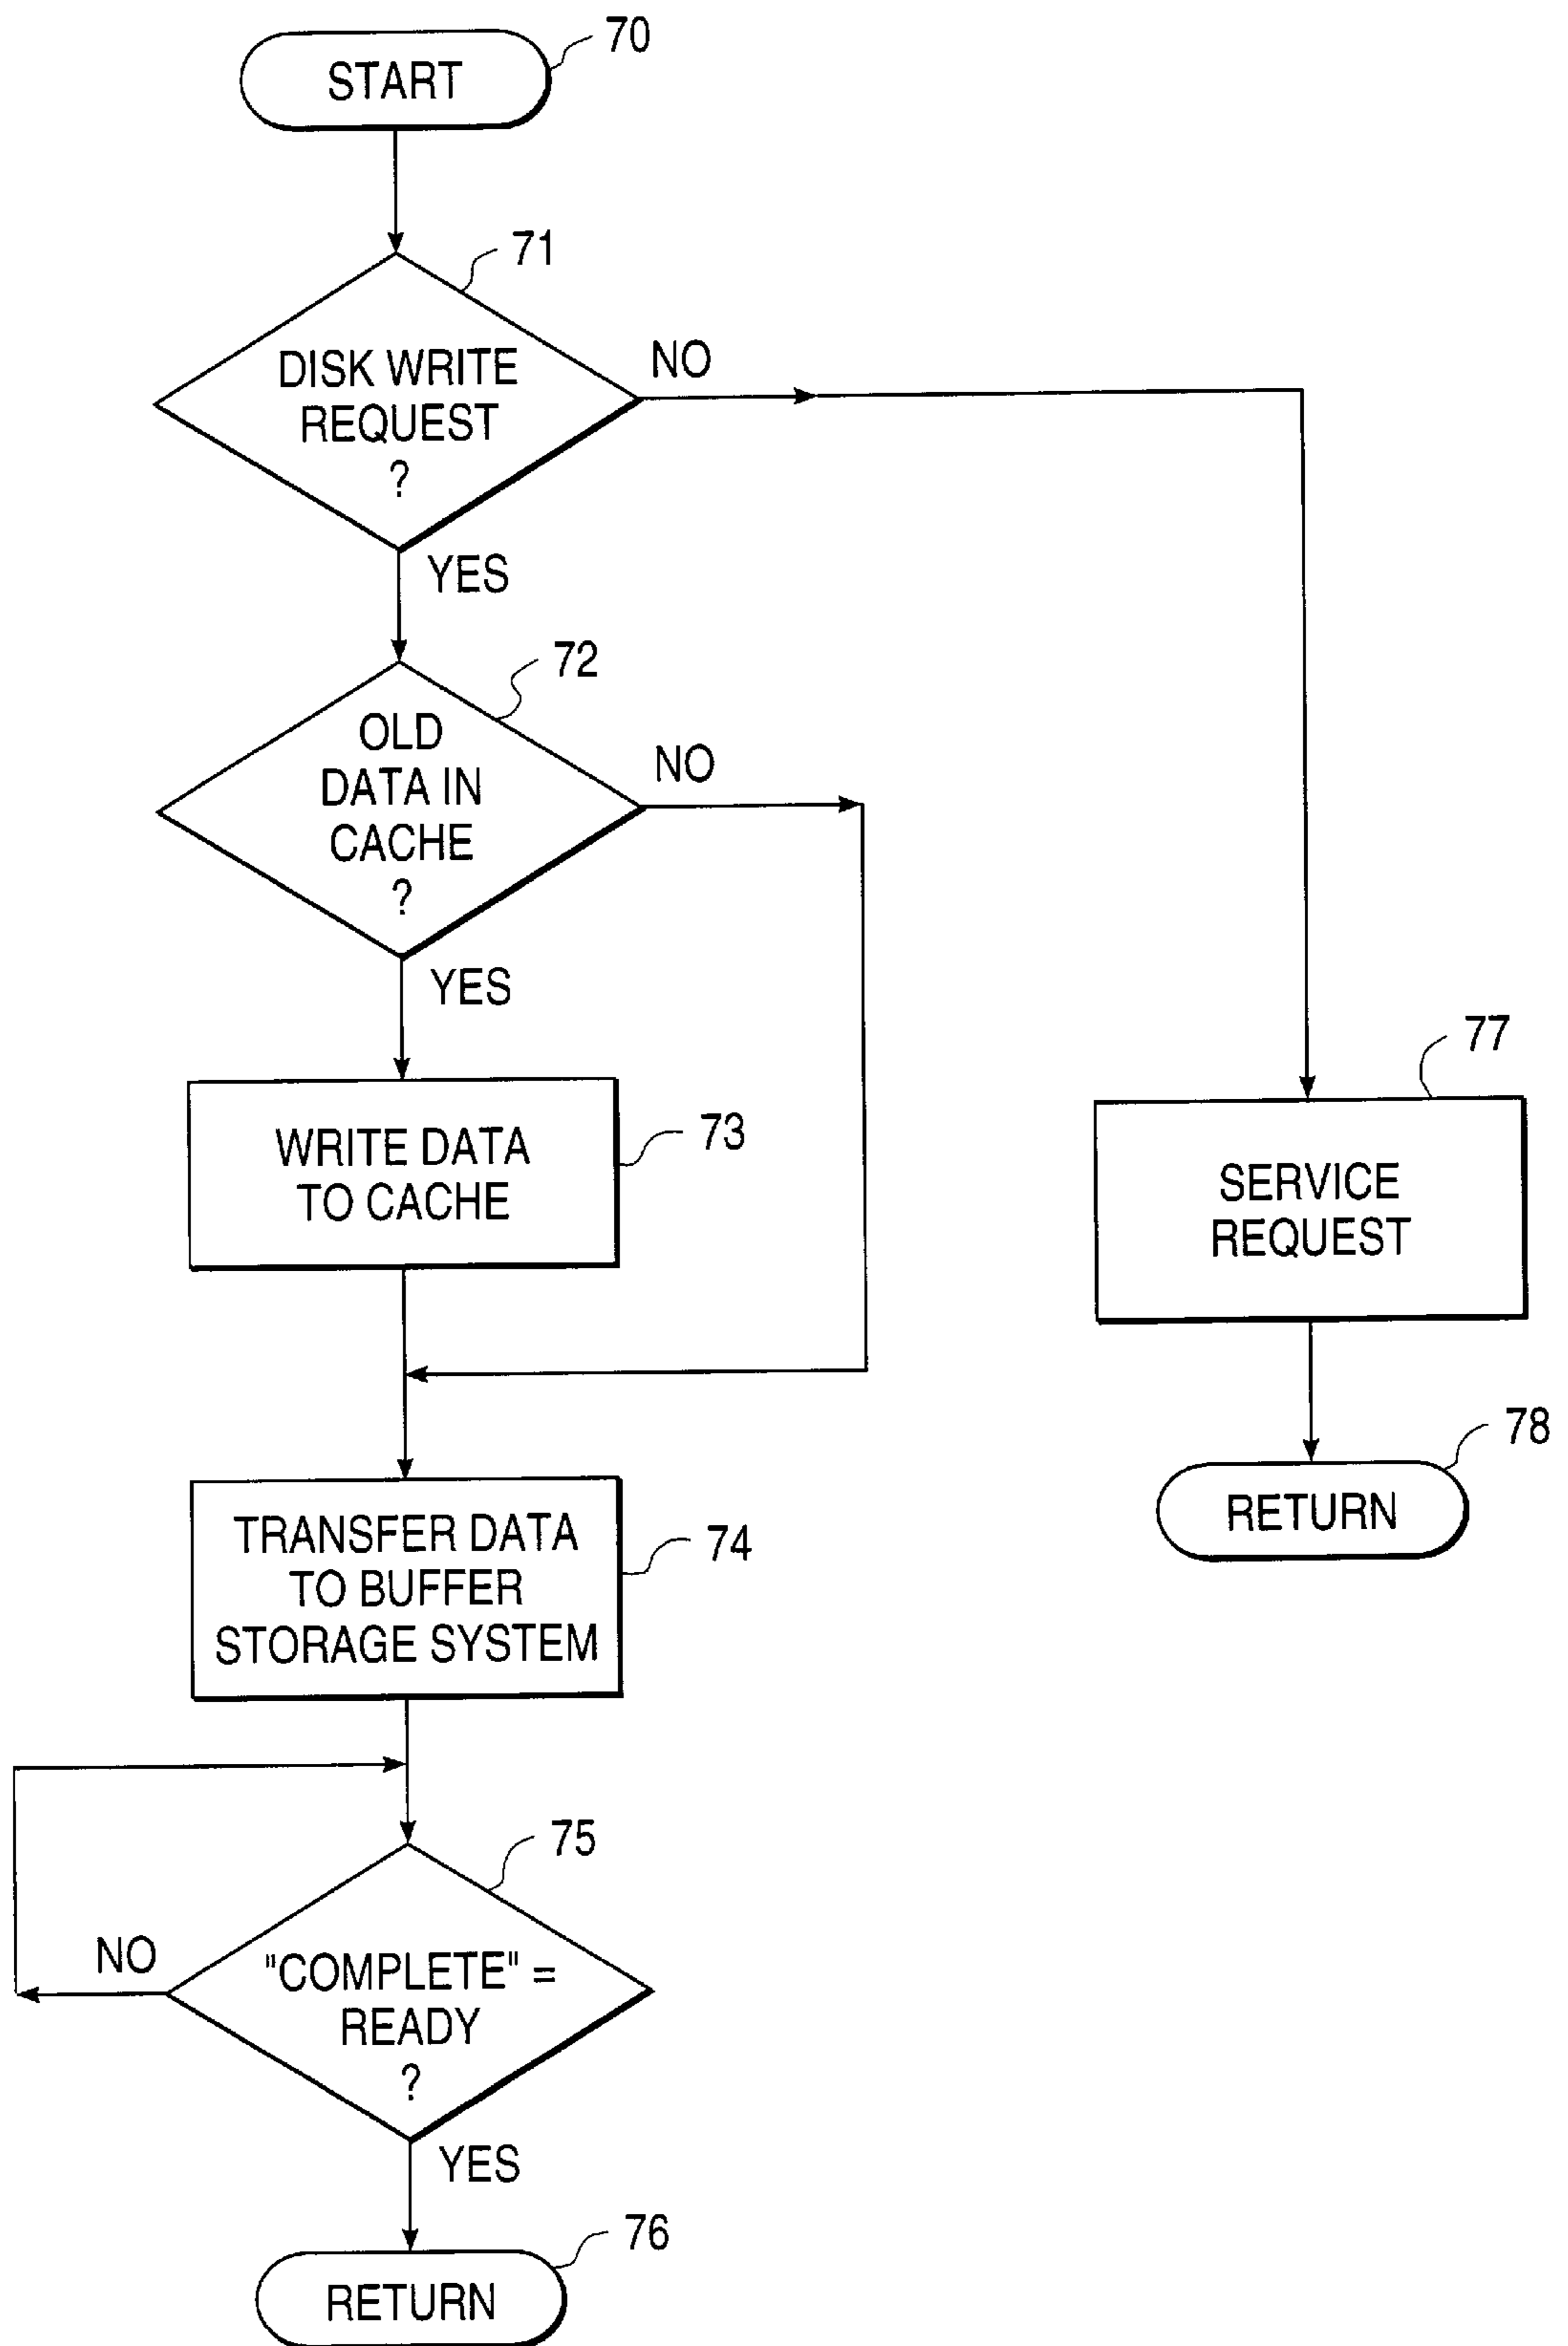 START
70
71
DISK WRITE
REQUEST
?
NO
YES
72
OLD
DATA IN
CACHE
?
NO
YES
WRITE DATA
TO CACHE
73
77
SERVICE
REQUEST
78
RETURN
TRANSFER DATA
TO BUFFER
STORAGE SYSTEM
74
75
"COMPLETE" =
READY
?
NO
YES
76
RETURN